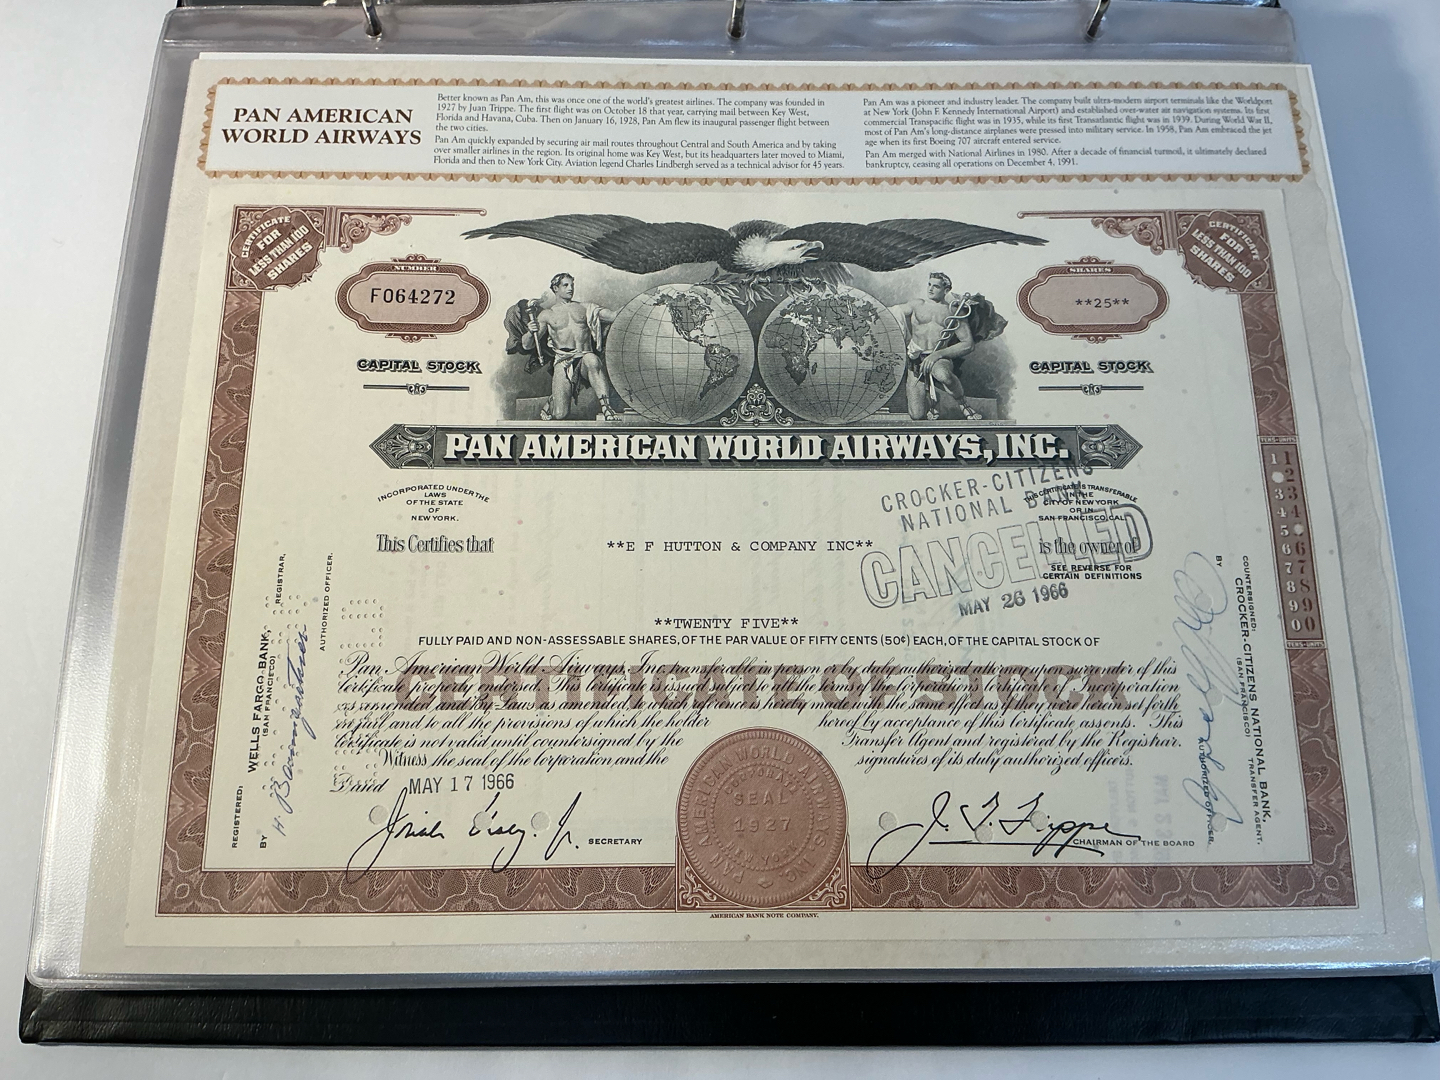 PAN AMERICAN
WORLD AIRWAYS
Better known as Pan Am, this was once one of the world's greatest airlines. The company was founded in
1927 by Juan Trippe. The first flight was on October 18 that year, carrying mail between Key West,
Florida and Havana, Cuba. Then on January 16, 1928, Pan Am flew its inaugural passenger flight between
the two cities.
Pan Am quickly expanded by securing air mail routes throughout Central and South America and by taking
over smaller airlines in the region. Its original home was Key West, but its headquarters later moved to Miami,
Florida and then to New York City. Aviation legend Charles Lindbergh served as a technical advisor for 45 years.
Pan Am was a pioneer and industry leader. The company built ultra-modern airport terminals like the Worldport
at New York (John F. Kennedy International Airport) and established over-water air navigation systems. Its first
commercial Transpacific flight was in 1935, while its first Transatlantic flight was in 1939. During World War II,
most of Pan Am's long-distance airplanes were pressed into military service. In 1958, Pan Am embraced the jet
age when its first Boeing 707 aircraft entered service.
Pan Am merged with National Airlines in 1980. After a decade of financial turmoil, it ultimately declared
bankruptcy, ceasing all operations on December 4, 1991.
CERTIFICATE
FOR
LESS THAN 100
SHARES
CERTIFICATE
FOR
LESS THAN 100
SHARES
NUMBER
F064272
SHARES
**25**
CAPITAL STOCK
CAPITAL STOCK
PAN AMERICAN WORLD AIRWAYS, INC.
INCORPORATED UNDER THE
LAWS
OF THE STATE
OF
NEW YORK.
CROCKER-CITIZENS
NATIONAL BANK
CANCELLED
MAY 26 1966
THIS CERTIFICATE IS TRANSFERABLE
IN THE
CITY OF NEW YORK
OR IN
SAN FRANCISCO, CAL.
This Certifies that
**E F HUTTON & COMPANY INC**
is the owner of
SEE REVERSE FOR
CERTAIN DEFINITIONS
**TWENTY FIVE**
FULLY PAID AND NON-ASSESSABLE SHARES, OF THE PAR VALUE OF FIFTY CENTS (50¢) EACH, OF THE CAPITAL STOCK OF
CERTIFICATE OF STOCK
Pan American World Airways, Inc. transferable in person or by duly authorized attorney upon surrender of this
Certificate properly endorsed. This Certificate is issued subject to all the terms of the Corporation's Certificate of Incorporation
as amended and By-Laws as amended, to which reference is hereby made with the same effect as if they were herein set forth
in full and to all the provisions of which the holder hereof by acceptance of this Certificate assents. This
Certificate is not valid until countersigned by the Transfer Agent and registered by the Registrar.
Witness the seal of the Corporation and the signatures of its duly authorized officers.
Dated MAY 17 1966
SECRETARY
J. T. Trippe
CHAIRMAN OF THE BOARD
PAN AMERICAN WORLD AIRWAYS, INC.
CORPORATE
SEAL
1927
NEW YORK
AMERICAN BANK NOTE COMPANY.
REGISTERED:
WELLS FARGO BANK,
(SAN FRANCISCO)
REGISTRAR,
BY
AUTHORIZED OFFICER.
COUNTERSIGNED:
CROCKER-CITIZENS NATIONAL BANK,
(SAN FRANCISCO)
TRANSFER AGENT,
BY
AUTHORIZED OFFICER.
TENS-UNITS
1 1
2
3 3
4 4
5
6 6
7 7
8 8
9 9
0 0
TENS-UNITS